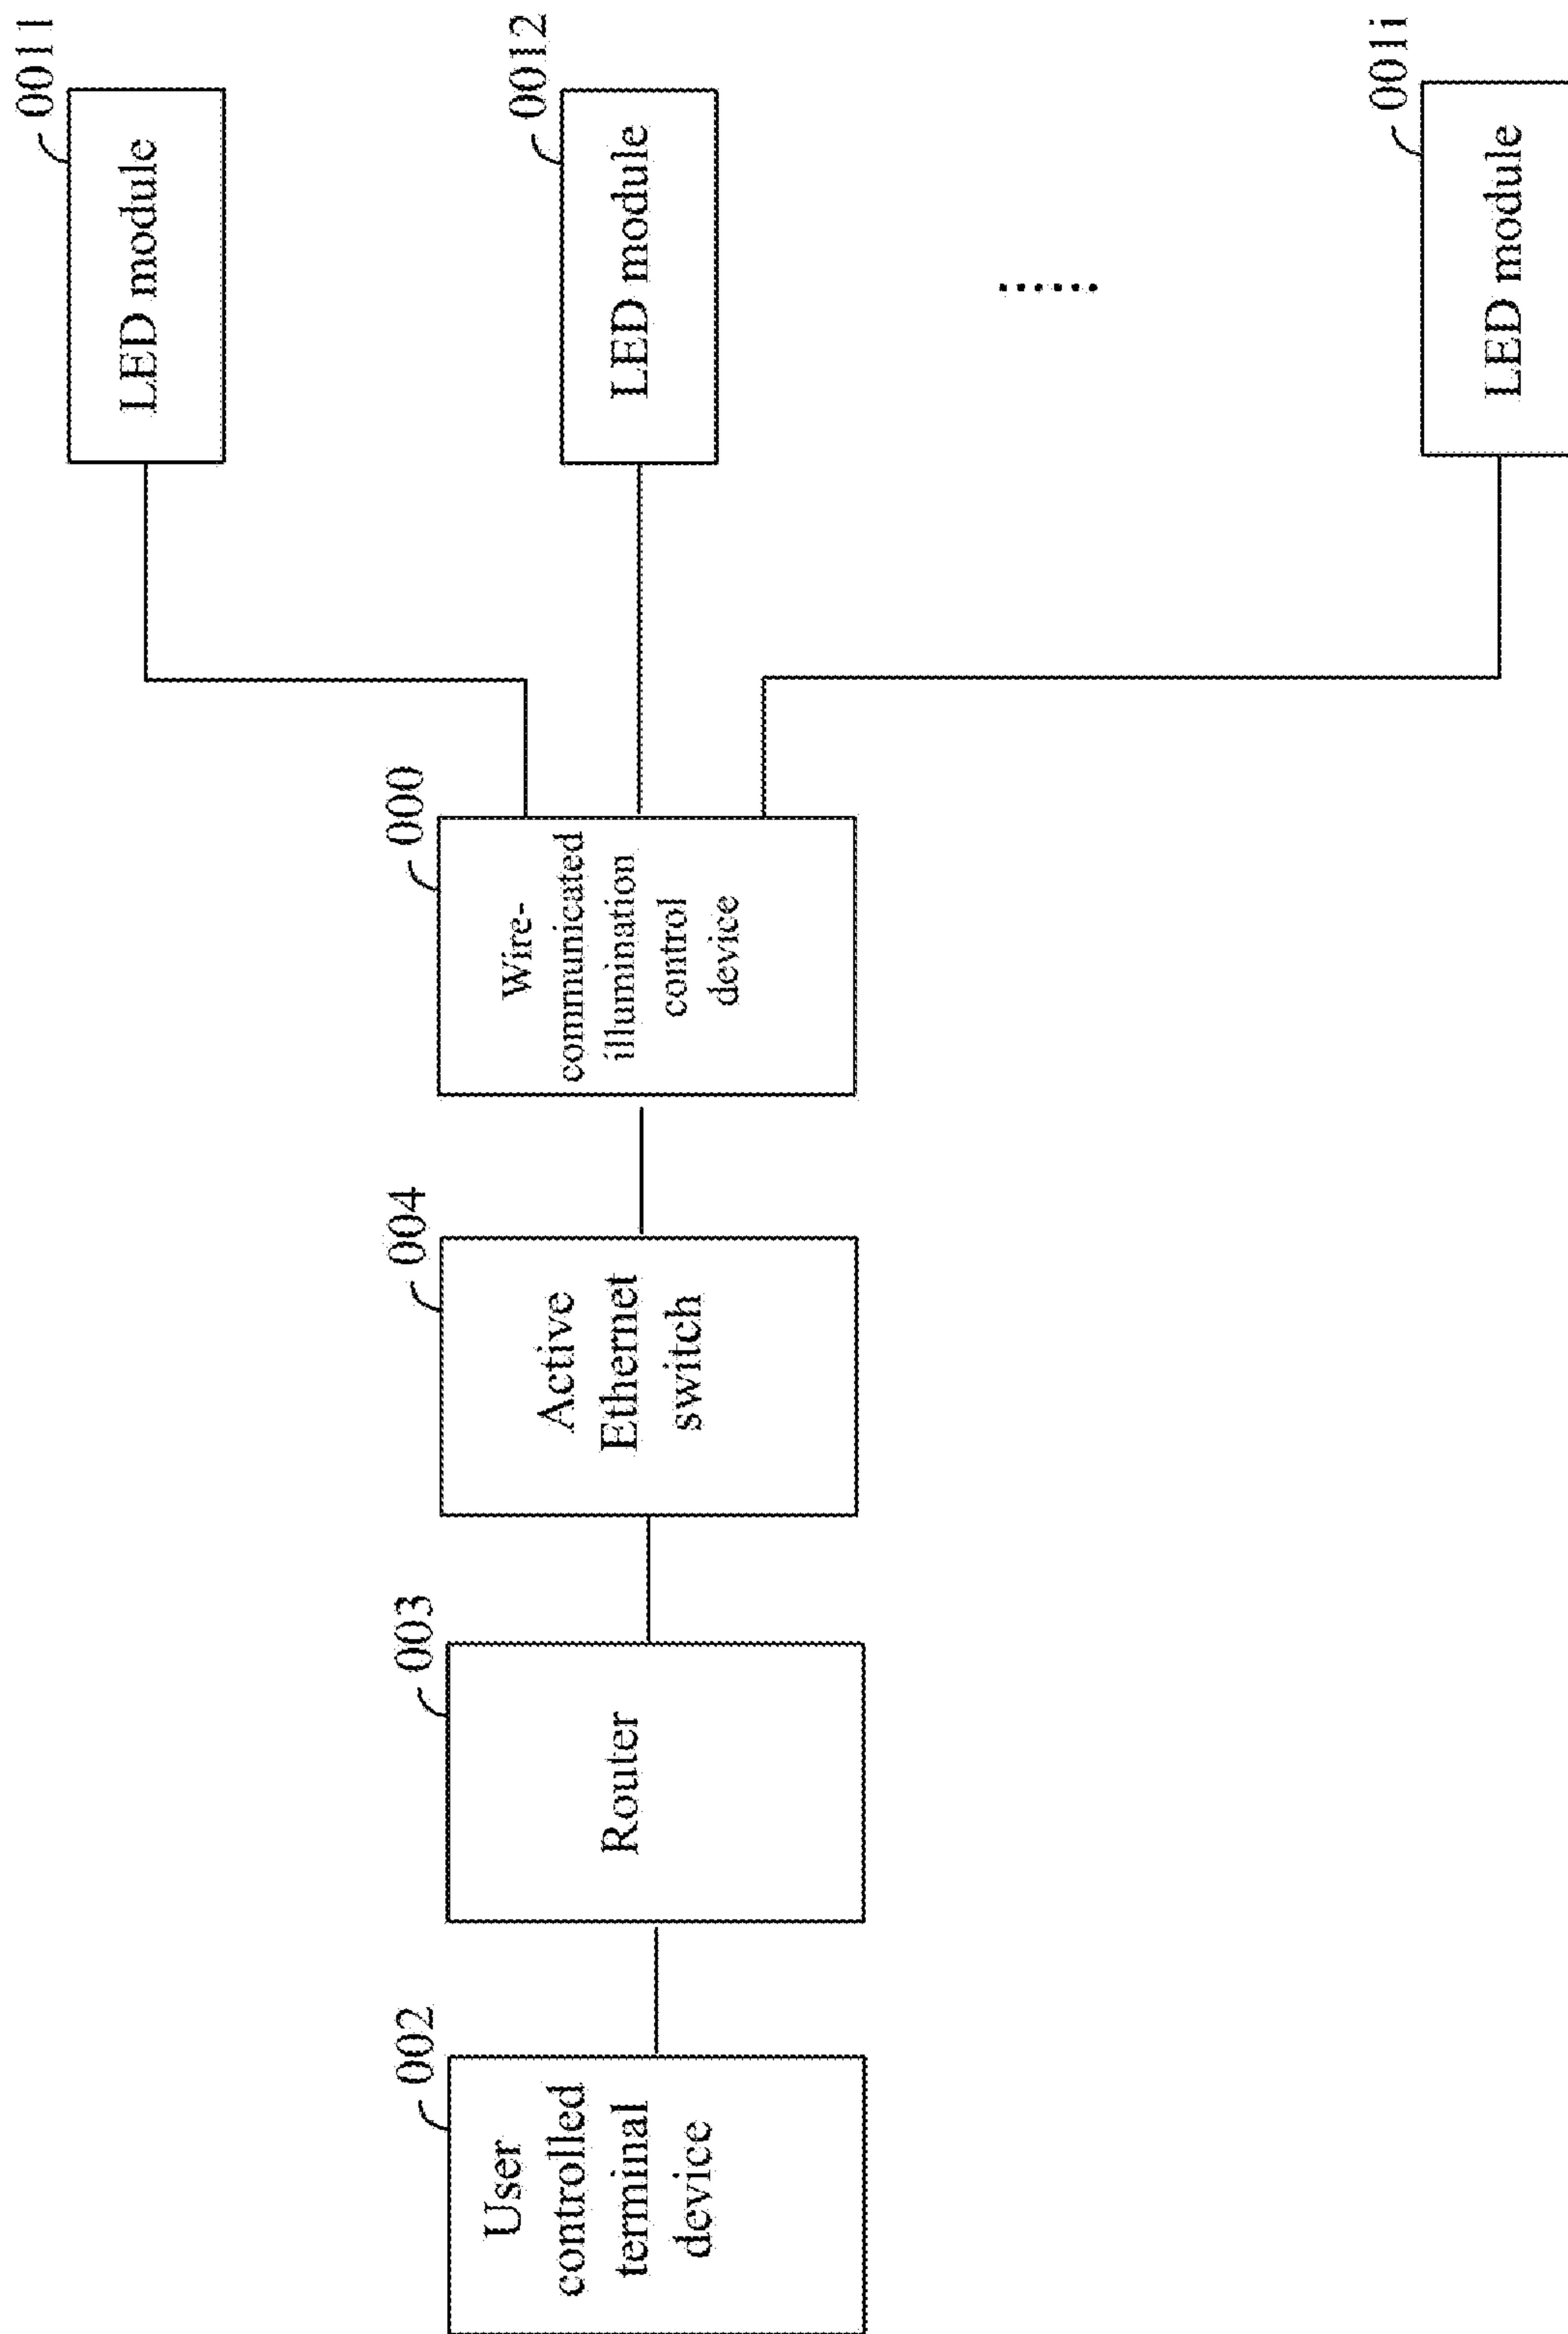 002
User
controlled
terminal
device
003
Router
004
Active
Ethernet
switch
000
Wire-
communicated
illumination
control
device
0011
LED module
0012
LED module
......
001i
LED module